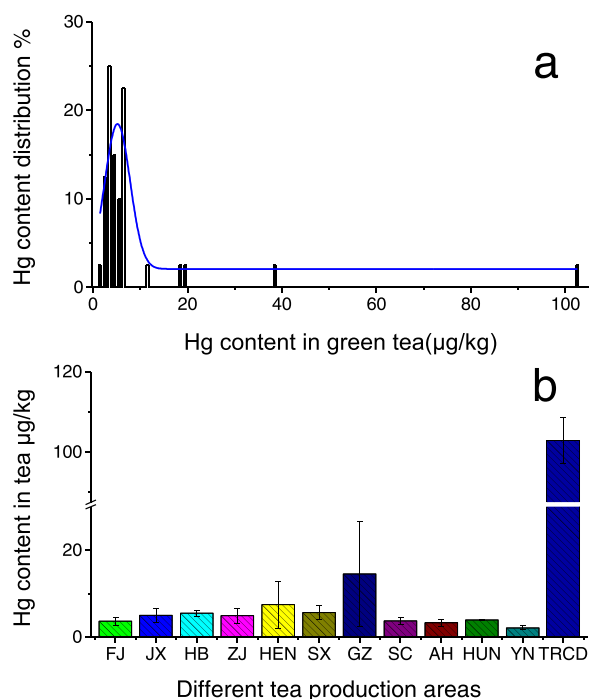 a
Hg content distribution %
30
20
10
0
0 20 40 60 80 100
Hg content in green tea(µg/kg)
b
Hg content in tea µg/kg
120
100
20
0
FJ JX HB ZJ HEN SX GZ SC AH HUN YN TRCD
Different tea production areas